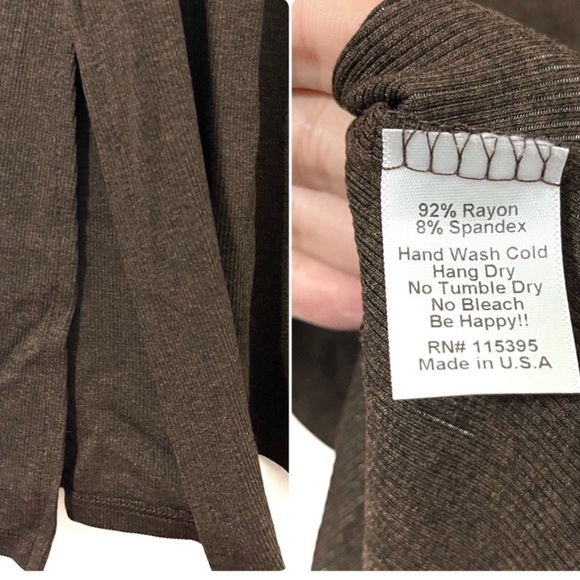 92% Rayon
8% Spandex
Hand Wash Cold
Hang Dry
No Tumble Dry
No Bleach
Be Happy!!
RN# 115395
Made in U.S.A